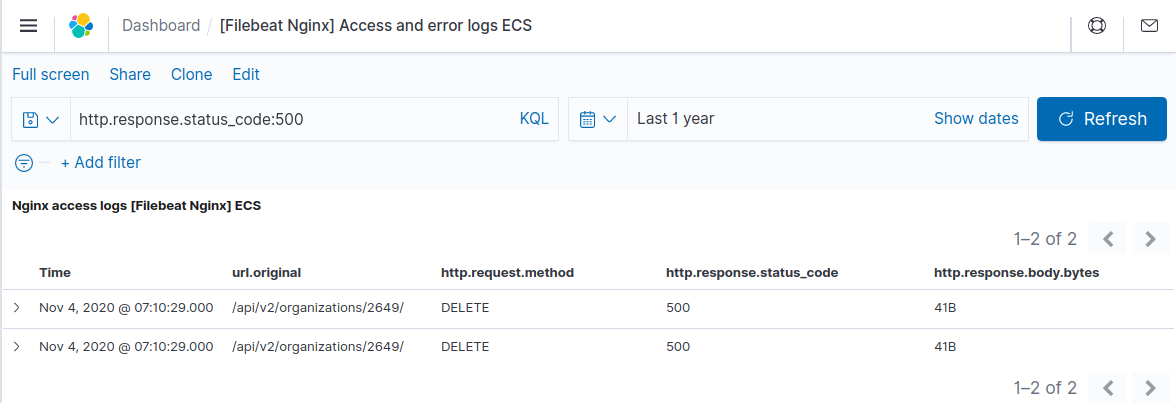 Dashboard / [Filebeat Nginx] Access and error logs ECS
Full screen Share Clone Edit
http.response.status_code:500 KQL Last 1 year Show dates Refresh
+ Add filter
Nginx access logs [Filebeat Nginx] ECS
1–2 of 2
Time url.original http.request.method http.response.status_code http.response.body.bytes
Nov 4, 2020 @ 07:10:29.000 /api/v2/organizations/2649/ DELETE 500 41B
Nov 4, 2020 @ 07:10:29.000 /api/v2/organizations/2649/ DELETE 500 41B
1–2 of 2